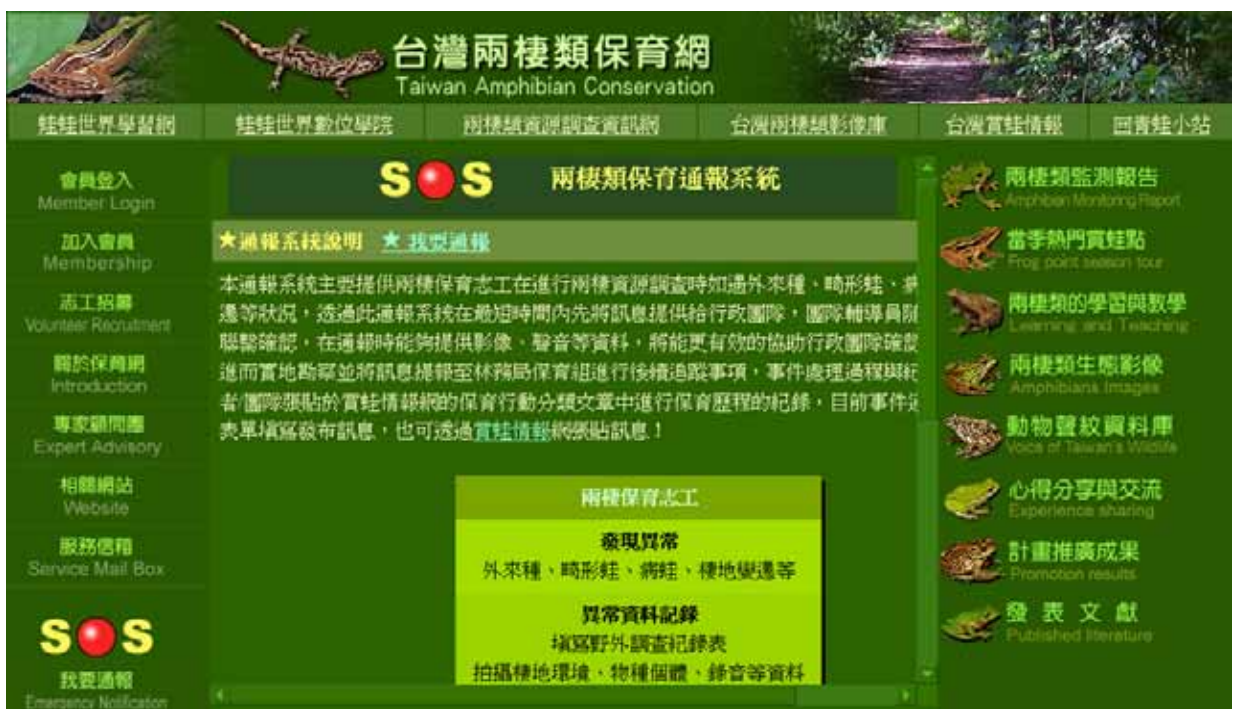 台灣兩棲類保育網
Taiwan Amphibian Conservation
蛙蛙世界學習網 蛙蛙世界數位學院 兩棲類資源調查資訊網 台灣兩棲類影像庫 台灣賞蛙情報 回青蛙小站
會員登入
Member Login
加入會員
Membership
志工招募
Volunteer Recruitment
關於保育網
Introduction
專家顧問團
Expert Advisory
相關網站
Website
服務信箱
Service Mail Box
SOS
我要通報
Emergency Notification
SOS 兩棲類保育通報系統
★通報系統說明 ★ 我要通報
本通報系統主要提供兩棲保育志工在進行兩棲資源調查時如遇外來種、畸形蛙、
遷等狀況，透過此通報系統在最短時間內先將訊息提供給行政團隊，團隊輔導員
聯繫確認，在通報時能夠提供影像、聲音等資料，將能更有效的協助行政團隊確認
進而實地勘察並將訊息提報至林務局保育組進行後續追蹤事項，事件處理過程與紀
者/團隊張貼於賞蛙情報網的保育行動分類文章中進行保育歷程的紀錄，目前事件通
表單填寫發布訊息，也可透過賞蛙情報網張貼訊息！
兩棲保育志工
發現異常
外來種、畸形蛙、病蛙、棲地變遷等
異常資料記錄
填寫野外調查紀錄表
拍攝棲地環境、物種個體、錄音等資料
兩棲類監測報告
Amphibian Monitoring Report
當季熱門賞蛙點
Frog point season tour
兩棲類的學習與教學
Learning and Teaching
兩棲類生態影像
Amphibians Images
動物聲紋資料庫
Voice of Taiwan's Wildlife
心得分享與交流
Experience sharing
計畫推廣成果
Promotion results
發 表 文 獻
Published literature